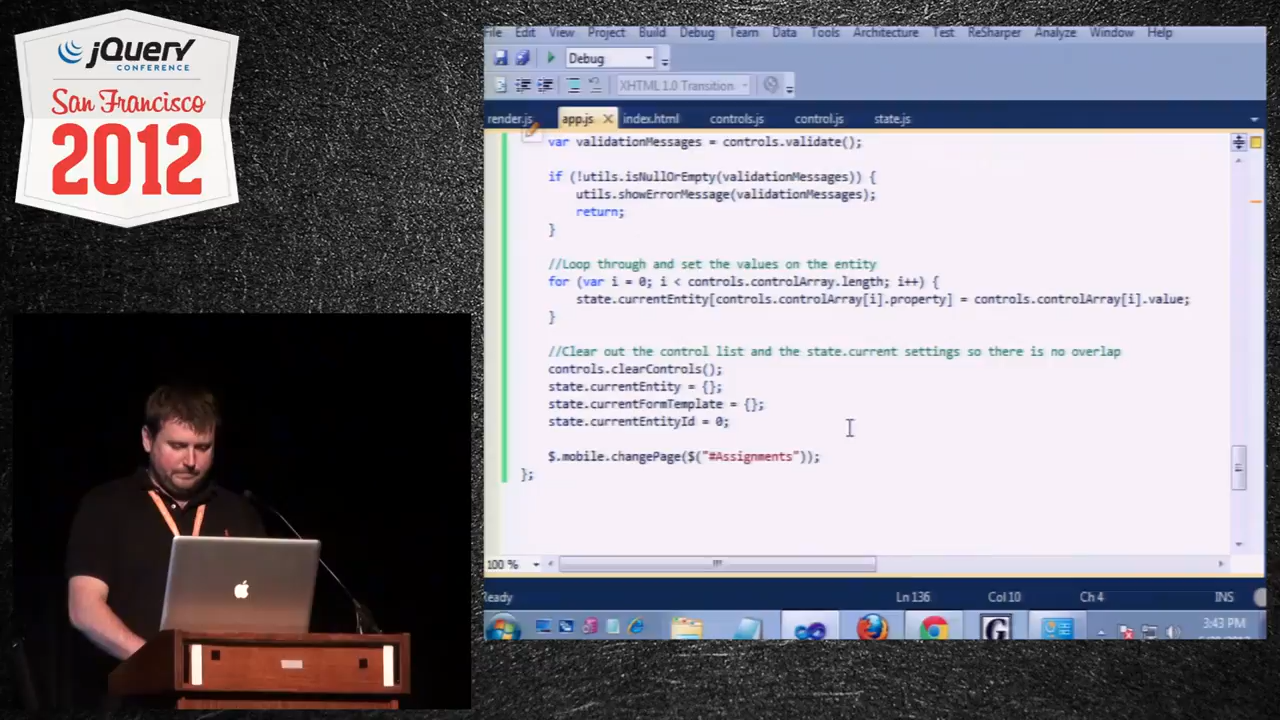 jQuery
CONFERENCE
San Francisco
2012
File Edit View Project Build Debug Team Data Tools Architecture Test ReSharper Analyze Window Help
Debug
XHTML 1.0 Transition
render.js app.js index.html controls.js control.js state.js
var validationMessages = controls.validate();
if (!utils.isNullOrEmpty(validationMessages)) {
utils.showErrorMessage(validationMessages);
return;
}
//Loop through and set the values on the entity
for (var i = 0; i < controls.controlArray.length; i++) {
state.currentEntity[controls.controlArray[i].property] = controls.controlArray[i].value;
}
//Clear out the control list and the state.current settings so there is no overlap
controls.clearControls();
state.currentEntity = {};
state.currentFormTemplate = {};
state.currentEntityId = 0;
$.mobile.changePage($("#Assignments"));
};
100 %
Ready Ln 136 Col 10 Ch 4 INS
3:43 PM